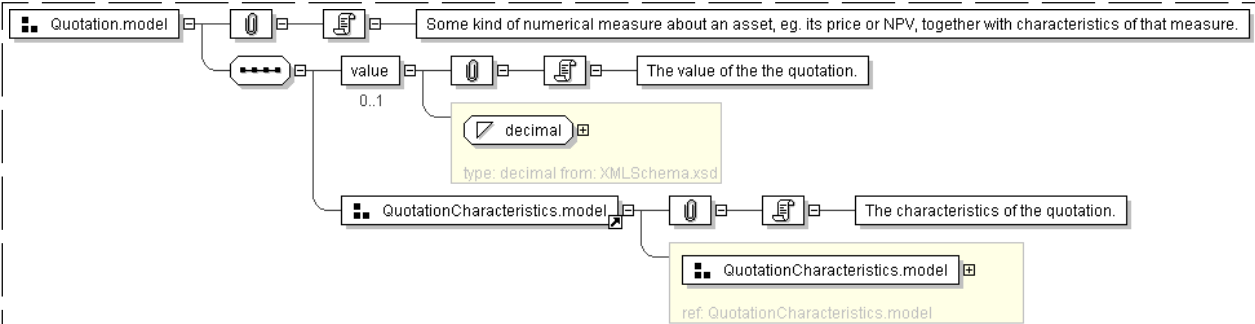 Quotation.model
Some kind of numerical measure about an asset, eg. its price or NPV, together with characteristics of that measure.
value
The value of the the quotation.
0..1
decimal
type: decimal from: XMLSchema.xsd
QuotationCharacteristics.model
The characteristics of the quotation.
QuotationCharacteristics.model
ref: QuotationCharacteristics.model